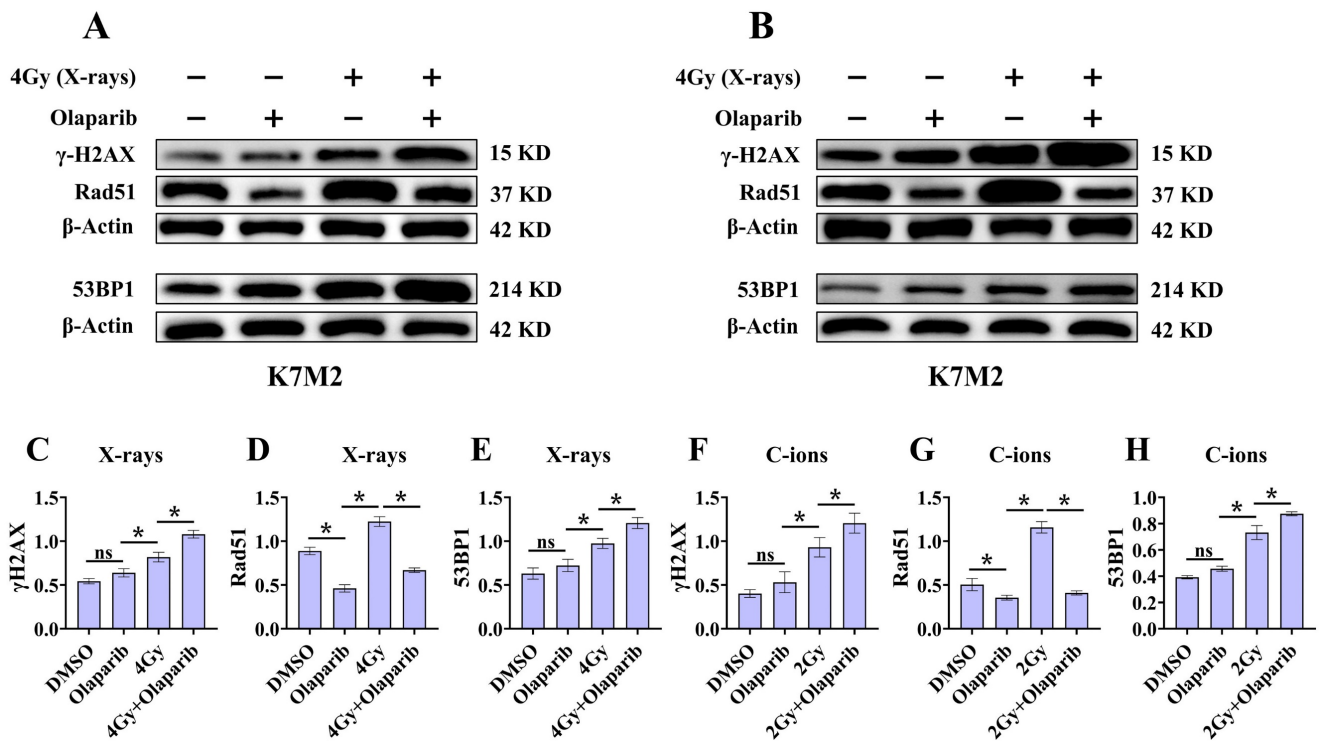 A
4Gy (X-rays) − − + +
Olaparib − + − +
γ-H2AX 15 KD
Rad51 37 KD
β-Actin 42 KD
53BP1 214 KD
β-Actin 42 KD
K7M2
B
4Gy (X-rays) − − + +
Olaparib − + − +
γ-H2AX 15 KD
Rad51 37 KD
β-Actin 42 KD
53BP1 214 KD
β-Actin 42 KD
K7M2
C X-rays
γH2AX
1.5
1.0
0.5
0.0
ns * *
DMSO
Olaparib
4Gy
4Gy+Olaparib
D X-rays
Rad51
1.5
1.0
0.5
0.0
* * *
DMSO
Olaparib
4Gy
4Gy+Olaparib
E X-rays
53BP1
1.5
1.0
0.5
0.0
ns * *
DMSO
Olaparib
4Gy
4Gy+Olaparib
F C-ions
γH2AX
1.5
1.0
0.5
0.0
ns * *
DMSO
Olaparib
2Gy
2Gy+Olaparib
G C-ions
Rad51
1.5
1.0
0.5
0.0
* * *
DMSO
Olaparib
2Gy
2Gy+Olaparib
H C-ions
53BP1
1.0
0.8
0.6
0.4
0.2
0.0
ns * *
DMSO
Olaparib
2Gy
2Gy+Olaparib